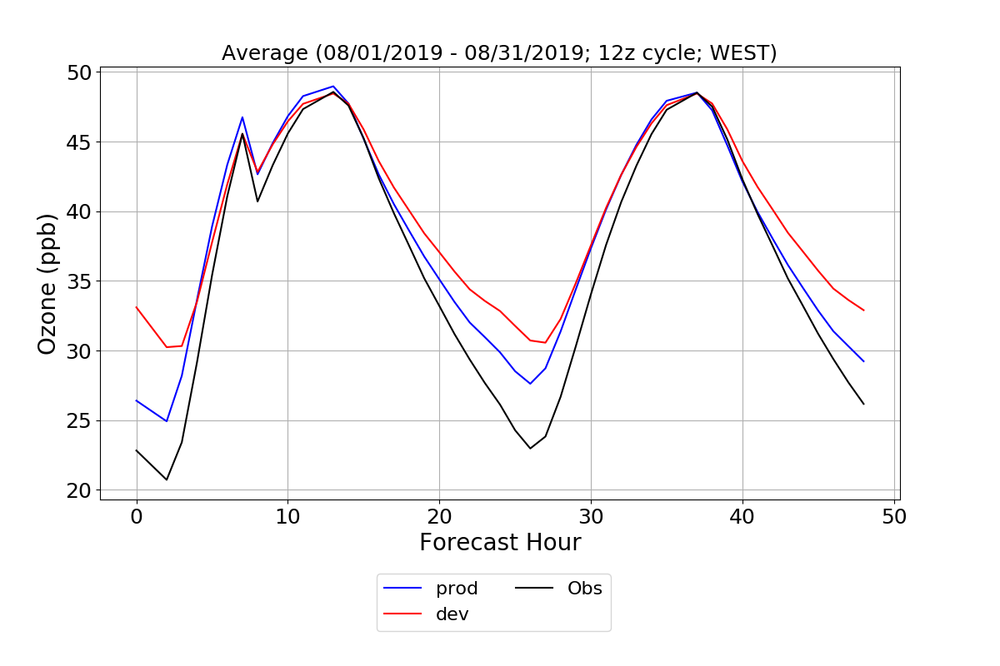 Average (08/01/2019 - 08/31/2019; 12z cycle; WEST)
50
45
40
35
30
25
20
Ozone (ppb)
0 10 20 30 40 50
Forecast Hour
prod Obs
dev